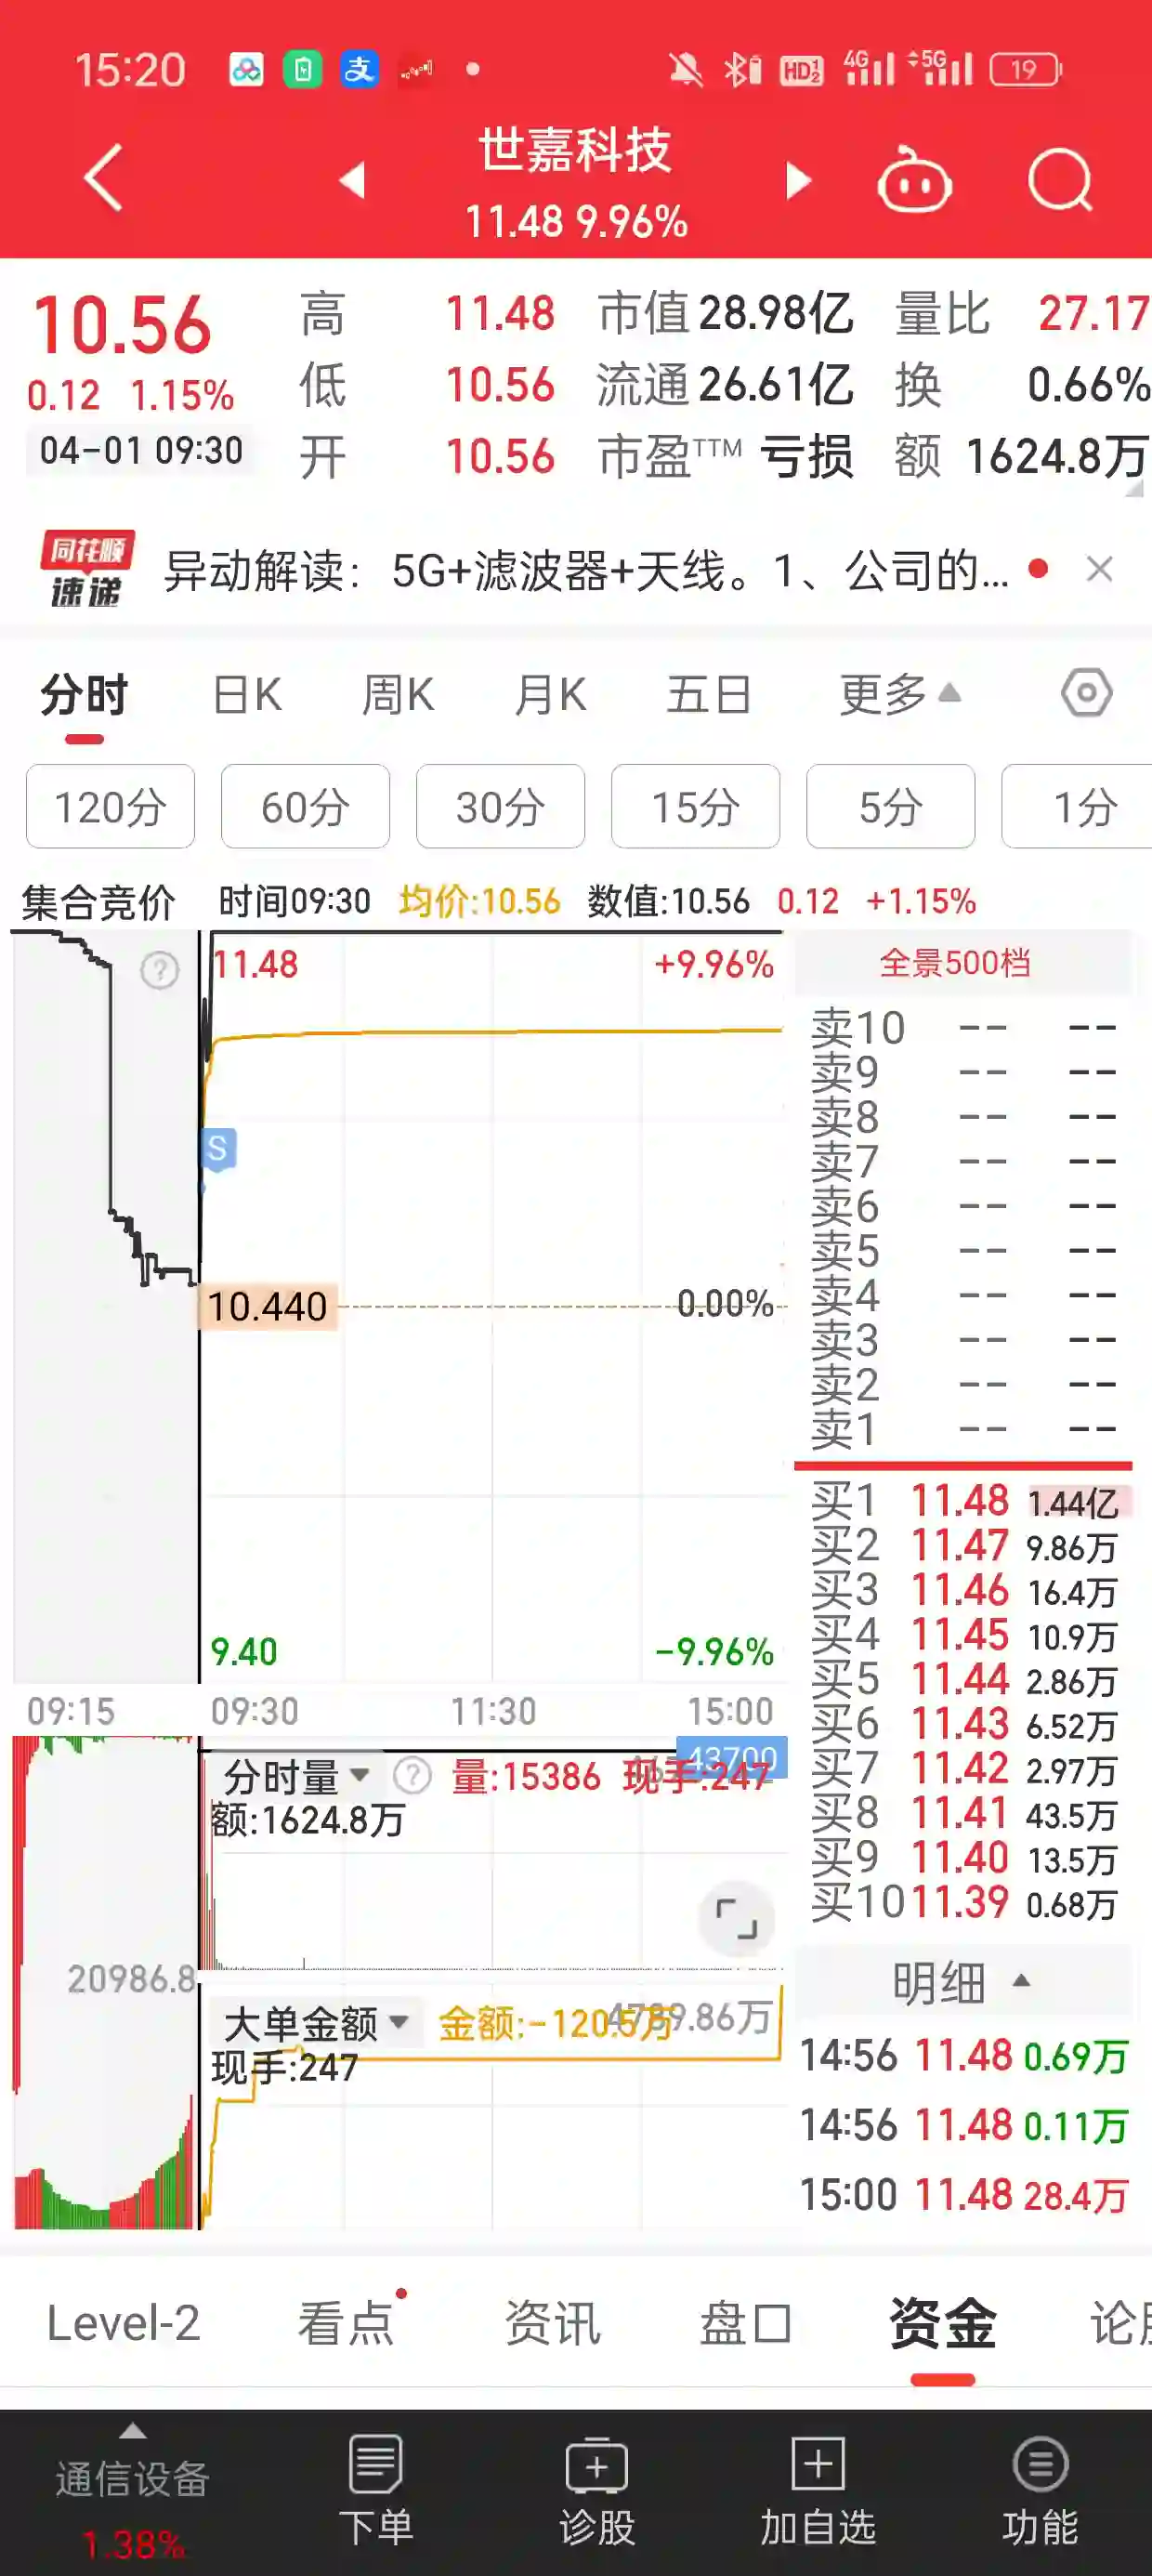 15:20 支 HD 1 2 4G 5G 19
世嘉科技
11.48 9.96%
10.56 高 11.48 市值 28.98亿 量比 27.17
0.12 1.15% 低 10.56 流通 26.61亿 换 0.66%
04-01 09:30 开 10.56 市盈TTM 亏损 额 1624.8万
同花顺
速递
异动解读：5G+滤波器+天线。1、公司的...
分时 日K 周K 月K 五日 更多
120分 60分 30分 15分 5分 1分
集合竞价 时间09:30 均价:10.56 数值:10.56 0.12 +1.15%
? 11.48 +9.96% 全景500档
卖10 -- --
卖9 -- --
卖8 -- --
S 卖7 -- --
卖6 -- --
卖5 -- --
10.440 0.00% 卖4 -- --
卖3 -- --
卖2 -- --
卖1 -- --
买1 11.48 1.44亿
买2 11.47 9.86万
买3 11.46 16.4万
9.40 -9.96% 买4 11.45 10.9万
买5 11.44 2.86万
09:15 09:30 11:30 15:00 买6 11.43 6.52万
43700
分时量 ? 量:15386 现手:247 买7 11.42 2.97万
额:1624.8万 买8 11.41 43.5万
买9 11.40 13.5万
买10 11.39 0.68万
20986.8 明细
大单金额 金额:-120.5万 4789.86万
现手:247 14:56 11.48 0.69万
14:56 11.48 0.11万
15:00 11.48 28.4万
Level-2 看点 资讯 盘口 资金
通信设备 下单 诊股 加自选 功能
1.38%